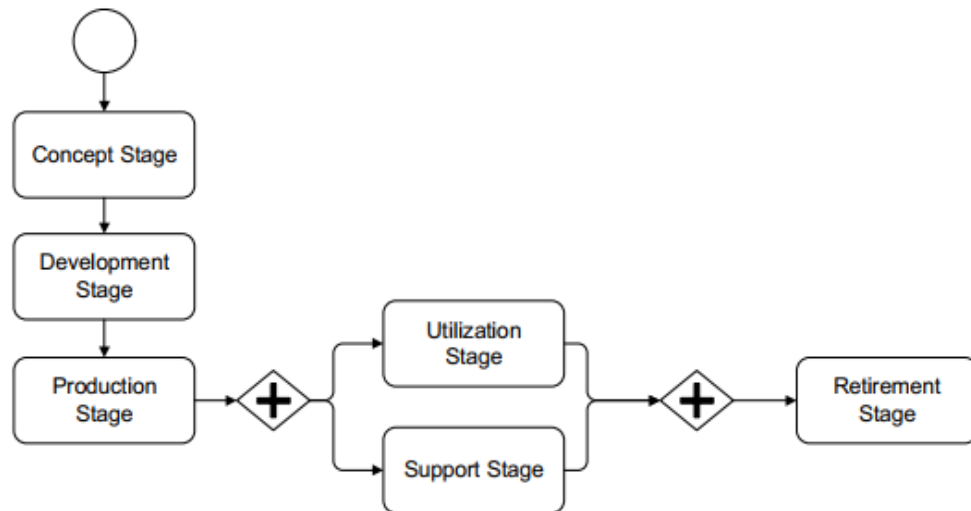 Concept Stage
Development
Stage
Production
Stage
Utilization
Stage
Support Stage
Retirement
Stage